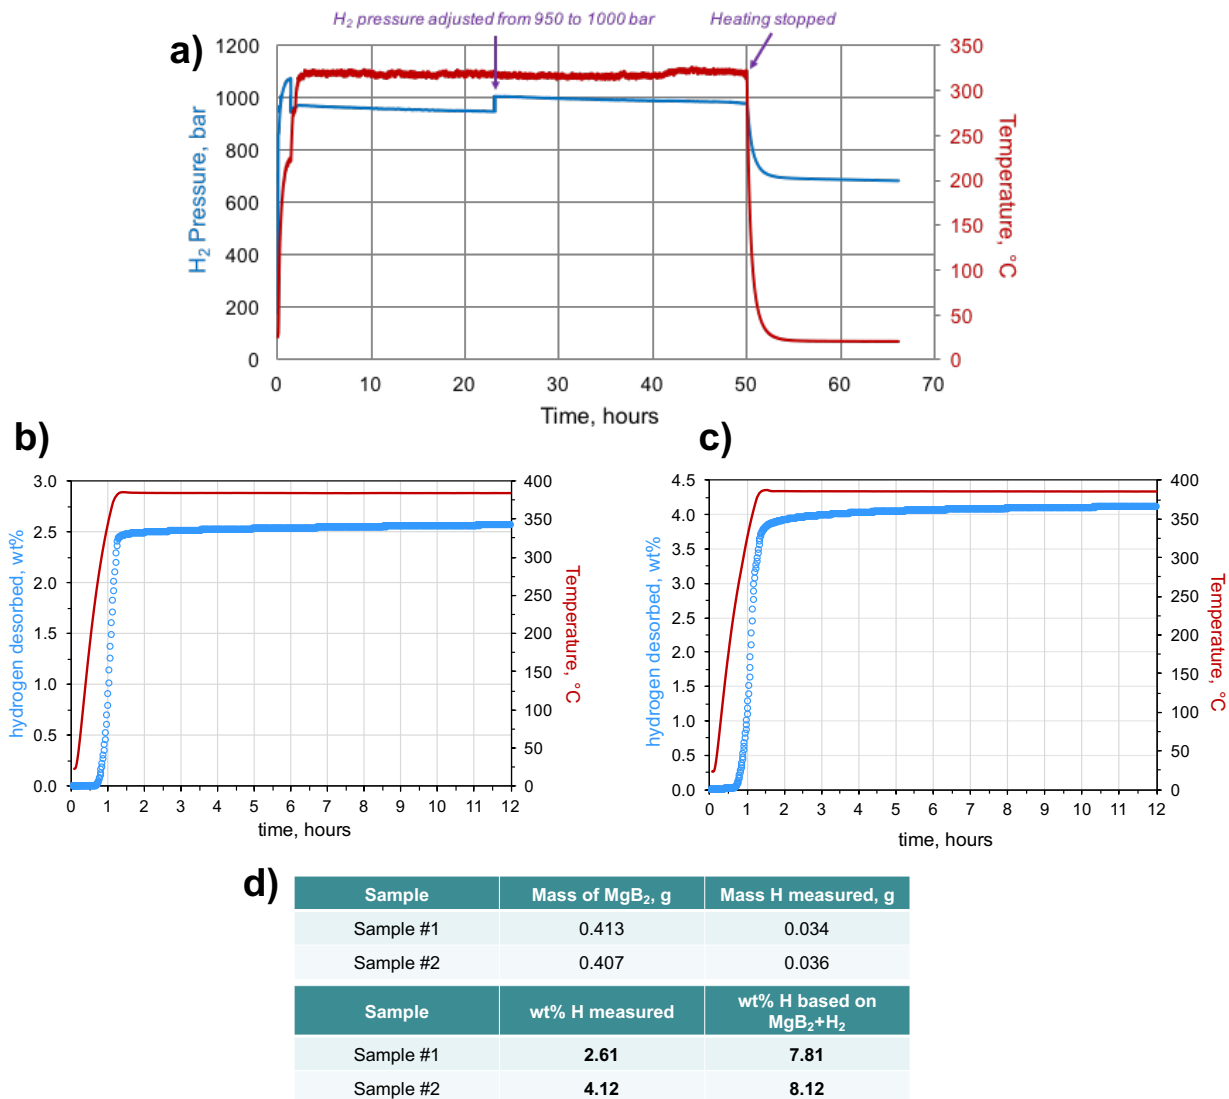 a)
H₂ pressure adjusted from 950 to 1000 bar
Heating stopped
H₂ Pressure, bar
1200
1000
800
600
400
200
0
350
300
250
200
150
100
50
0
Temperature, °C
0 10 20 30 40 50 60 70
Time, hours
b)
hydrogen desorbed, wt%
3.0
2.5
2.0
1.5
1.0
0.5
0.0
400
350
300
250
200
150
100
50
0
Temperature, °C
0 1 2 3 4 5 6 7 8 9 10 11 12
time, hours
c)
hydrogen desorbed, wt%
4.5
4.0
3.5
3.0
2.5
2.0
1.5
1.0
0.5
0.0
400
350
300
250
200
150
100
50
0
Temperature, °C
0 1 2 3 4 5 6 7 8 9 10 11 12
time, hours
d)
Sample Mass of MgB₂, g Mass H measured, g
Sample #1 0.413 0.034
Sample #2 0.407 0.036
Sample wt% H measured wt% H based on
MgB₂+H₂
Sample #1 2.61 7.81
Sample #2 4.12 8.12